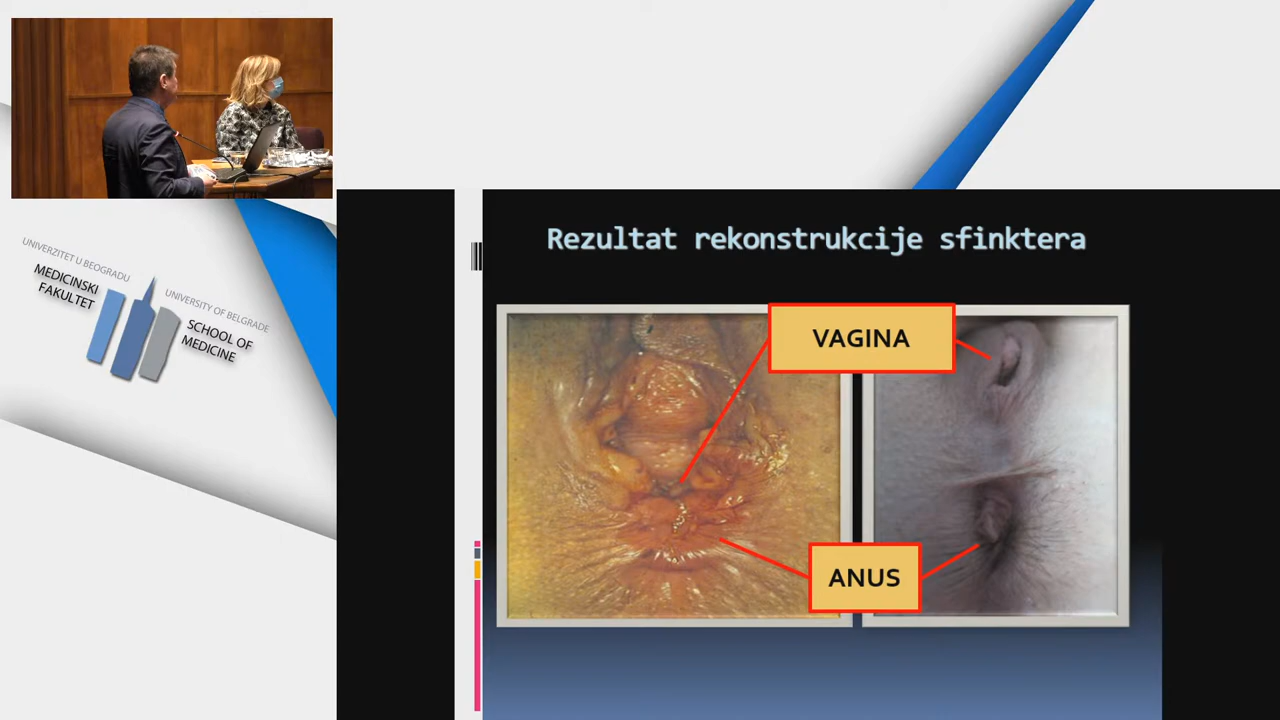 UNIVERZITET U BEOGRADU
MEDICINSKI
FAKULTET
UNIVERSITY OF BELGRADE
SCHOOL OF
MEDICINE
Rezultat rekonstrukcije sfinktera
VAGINA
ANUS